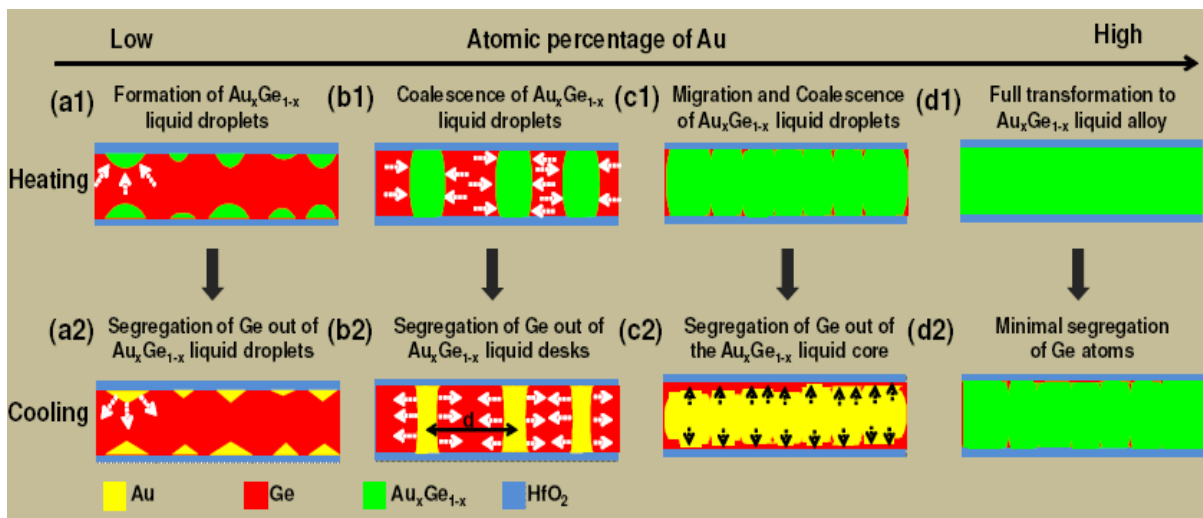 Low Atomic percentage of Au High
(a1) Formation of AuₓGe₁₋ₓ liquid droplets
(b1) Coalescence of AuₓGe₁₋ₓ liquid droplets
(c1) Migration and Coalescence of AuₓGe₁₋ₓ liquid droplets
(d1) Full transformation to AuₓGe₁₋ₓ liquid alloy
Heating
(a2) Segregation of Ge out of AuₓGe₁₋ₓ liquid droplets
(b2) Segregation of Ge out of AuₓGe₁₋ₓ liquid desks
(c2) Segregation of Ge out of the AuₓGe₁₋ₓ liquid core
(d2) Minimal segregation of Ge atoms
Cooling
d
Au Ge AuₓGe₁₋ₓ HfO₂